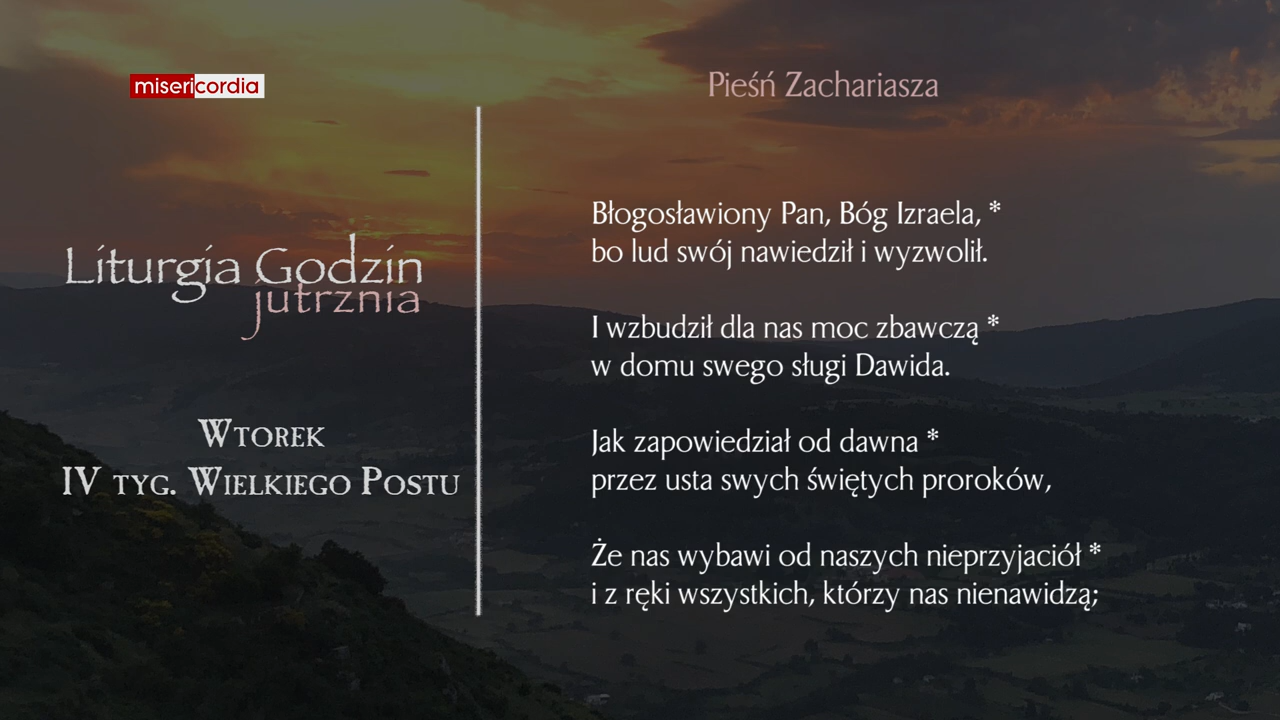 misericordia
Liturgia Godzin
jutrznia
Wtorek
IV tyg. Wielkiego Postu
Pieśń Zachariasza
Błogosławiony Pan, Bóg Izraela, *
bo lud swój nawiedził i wyzwolił.
I wzbudził dla nas moc zbawczą *
w domu swego sługi Dawida.
Jak zapowiedział od dawna *
przez usta swych świętych proroków,
Że nas wybawi od naszych nieprzyjaciół *
i z ręki wszystkich, którzy nas nienawidzą;